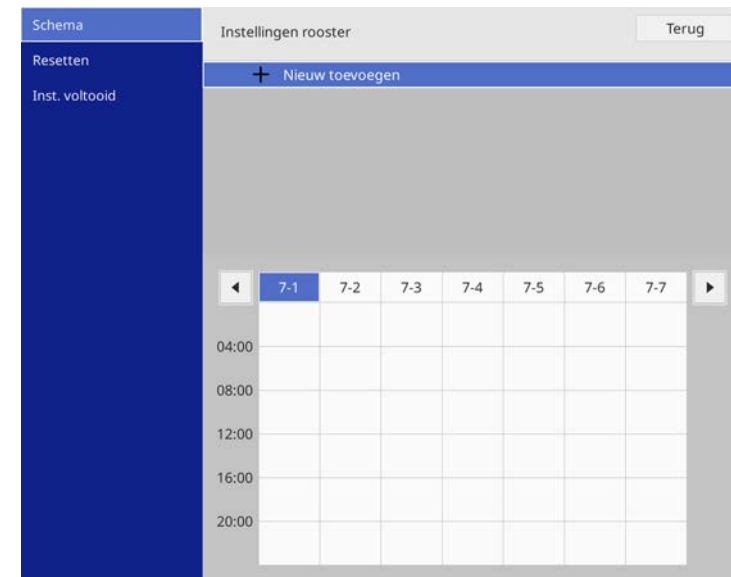 Schema
Resetten
Inst. voltooid
Instellingen rooster
Terug
Nieuw toevoegen
7-1 7-2 7-3 7-4 7-5 7-6 7-7
04:00
08:00
12:00
16:00
20:00